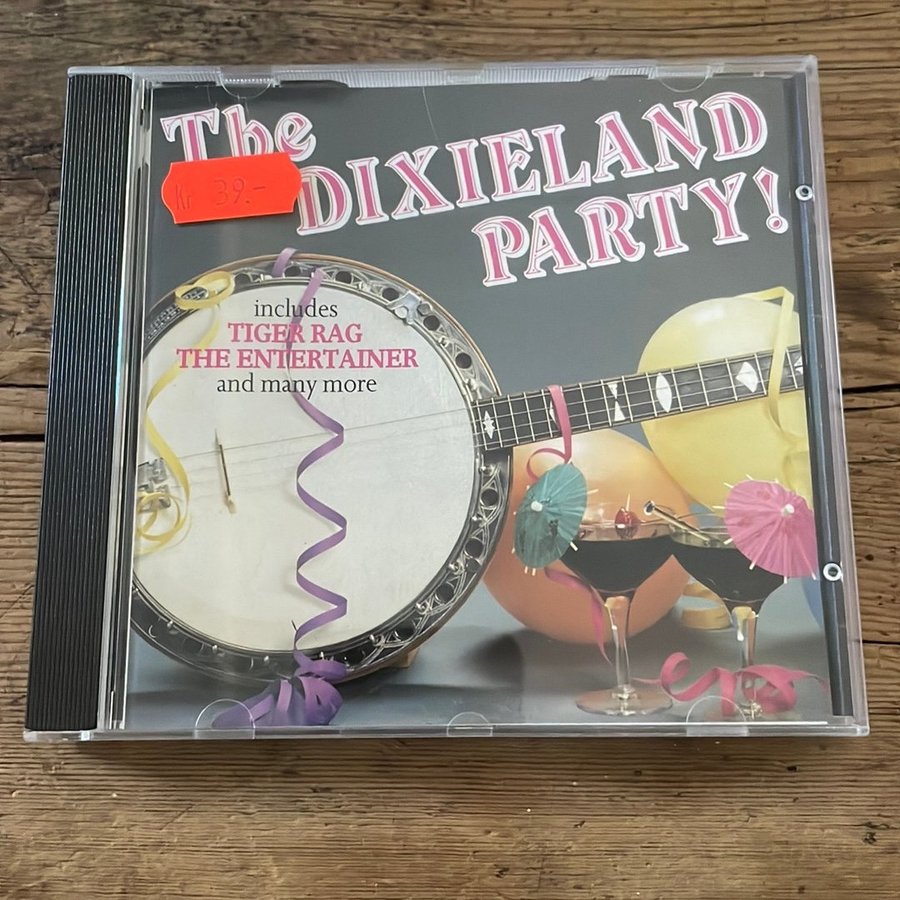 The
DIXIELAND
PARTY!
Kr 39.-
includes
TIGER RAG
THE ENTERTAINER
and many more